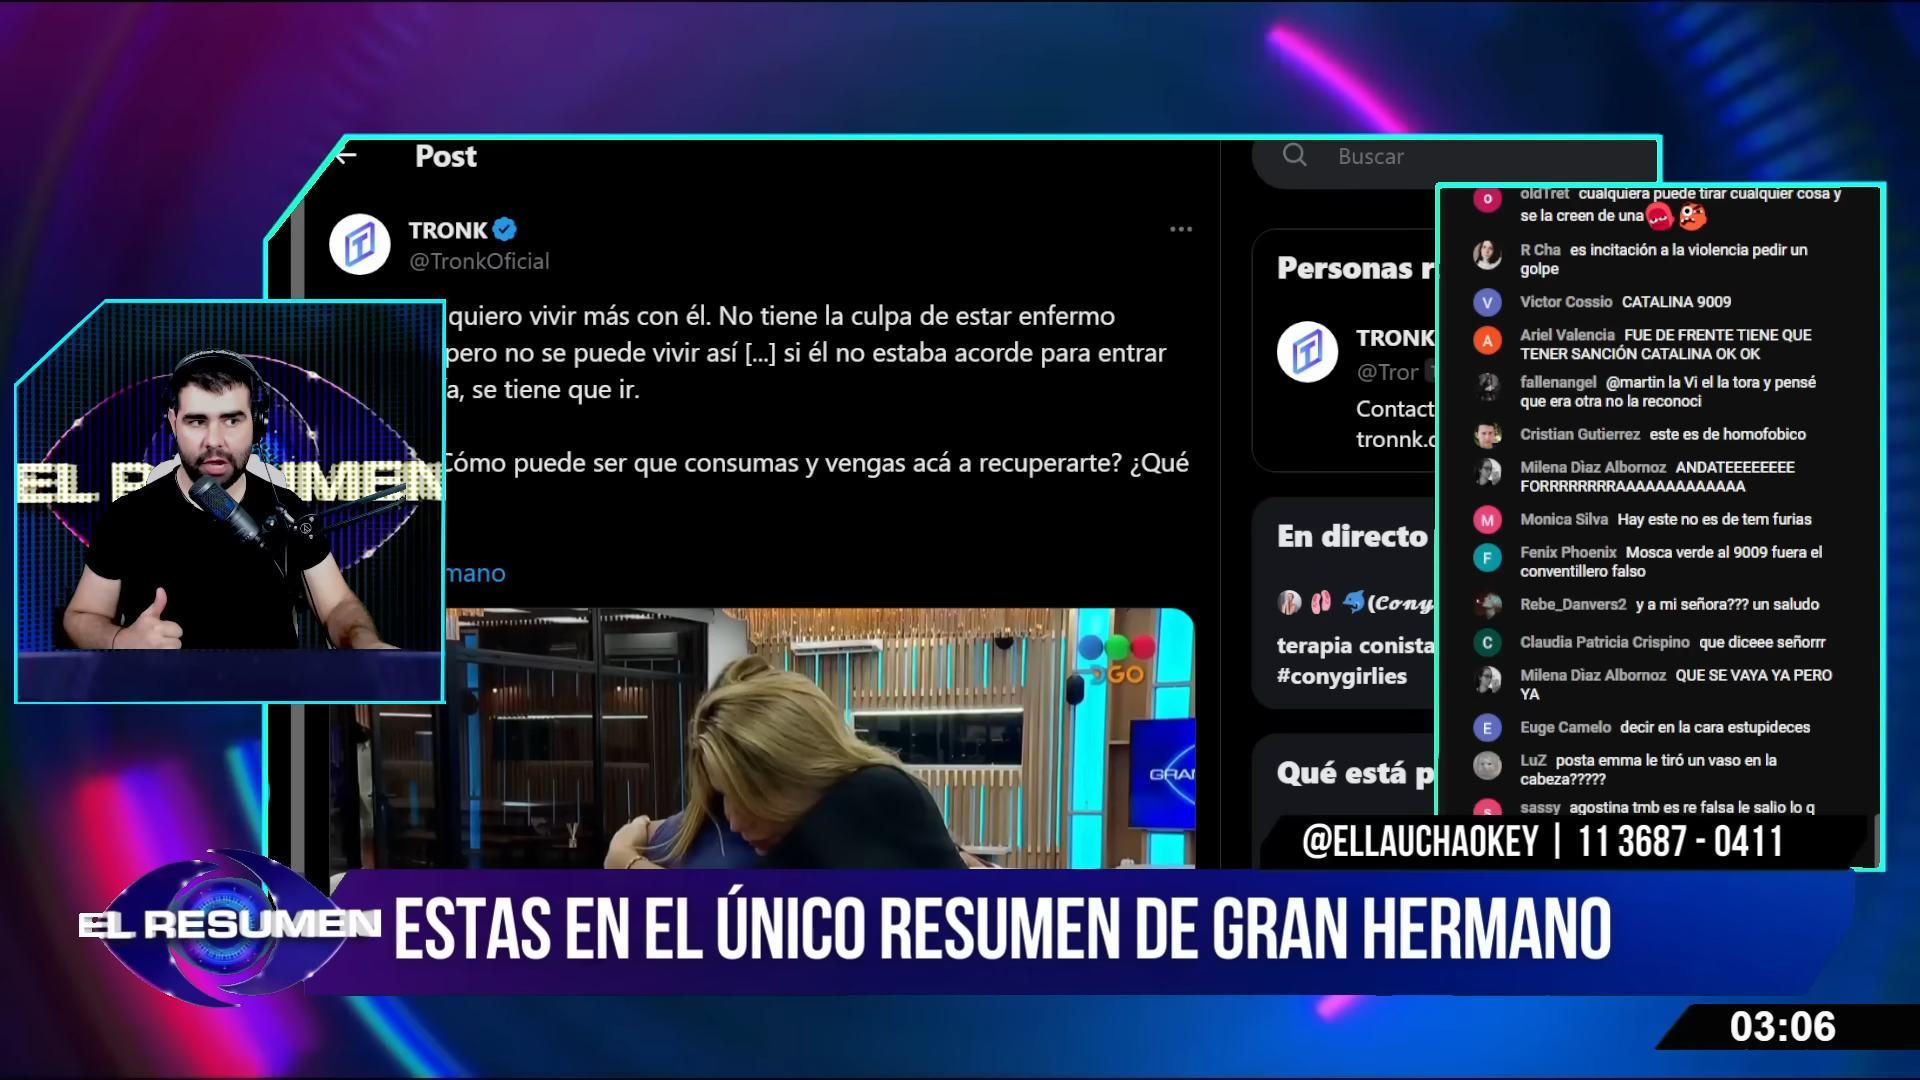 Post
Buscar
TRONK
@TronkOficial
quiero vivir más con él. No tiene la culpa de estar enfermo
pero no se puede vivir así [...] si él no estaba acorde para entrar
a, se tiene que ir.
Cómo puede ser que consumas y vengas acá a recuperarte? ¿Qué
mano
DGO
GRAN
EL RESUMEN
Personas r
TRONK
@Tror
Contact
tronnk.c
En directo
(Cony
terapia conista
#conygirlies
Qué está p
oldTret cualquiera puede tirar cualquier cosa y
se la creen de una
R Cha es incitación a la violencia pedir un
golpe
Victor Cossio CATALINA 9009
Ariel Valencia FUE DE FRENTE TIENE QUE
TENER SANCIÓN CATALINA OK OK
fallenangel @martin la Vi el la tora y pensé
que era otra no la reconoci
Cristian Gutierrez este es de homofobico
Milena Dìaz Albornoz ANDATEEEEEEEE
FORRRRRRRRAAAAAAAAAAAAA
Monica Silva Hay este no es de tem furias
Fenix Phoenix Mosca verde al 9009 fuera el
conventillero falso
Rebe_Danvers2 y a mi señora??? un saludo
Claudia Patricia Crispino que diceee señorrr
Milena Dìaz Albornoz QUE SE VAYA YA PERO
YA
Euge Camelo decir en la cara estupideces
LuZ posta emma le tiró un vaso en la
cabeza?????
sassy agostina tmb es re falsa le salio lo q
@ELLAUCHAOKEY | 11 3687 - 0411
EL RESUMEN
ESTAS EN EL ÚNICO RESUMEN DE GRAN HERMANO
03:06